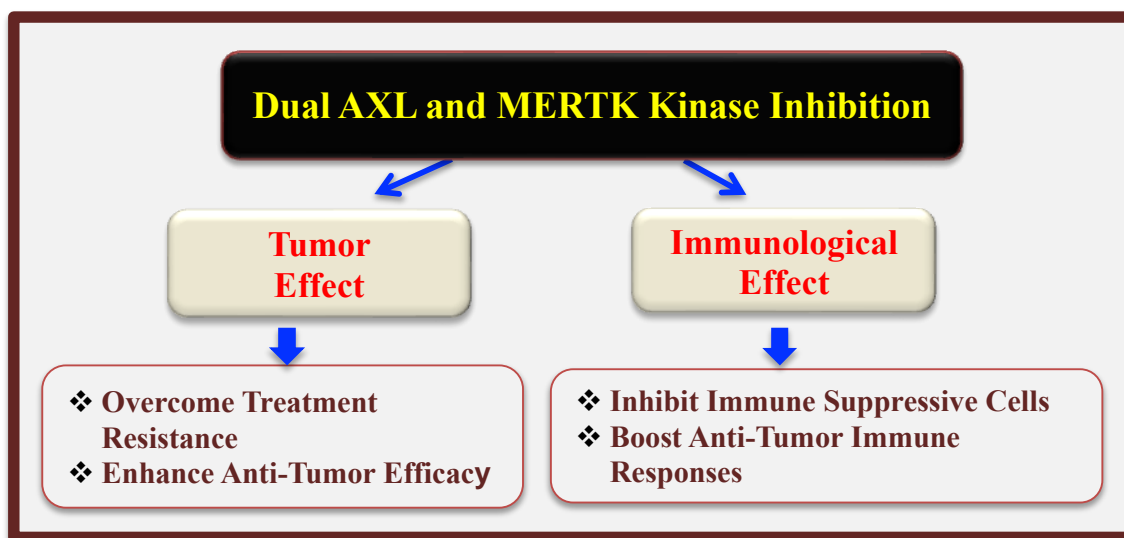 Dual AXL and MERTK Kinase Inhibition
Tumor
Effect
Immunological
Effect
❖ Overcome Treatment
Resistance
❖ Enhance Anti-Tumor Efficacy
❖ Inhibit Immune Suppressive Cells
❖ Boost Anti-Tumor Immune
Responses